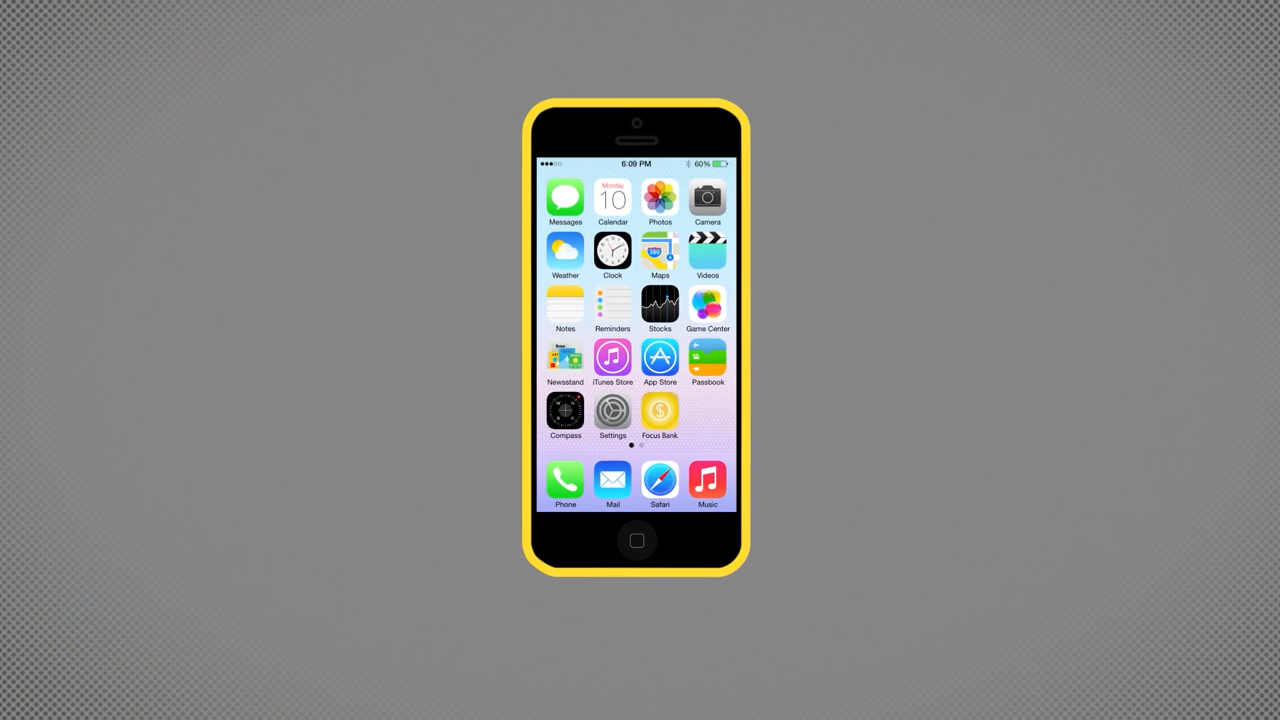 6:09 PM 60%
Monday
10
Messages Calendar Photos Camera
280
Weather Clock Maps Videos
Notes Reminders Stocks Game Center
Newsstand iTunes Store App Store Passbook
N
W E
S
$
Compass Settings Focus Bank
Phone Mail Safari Music